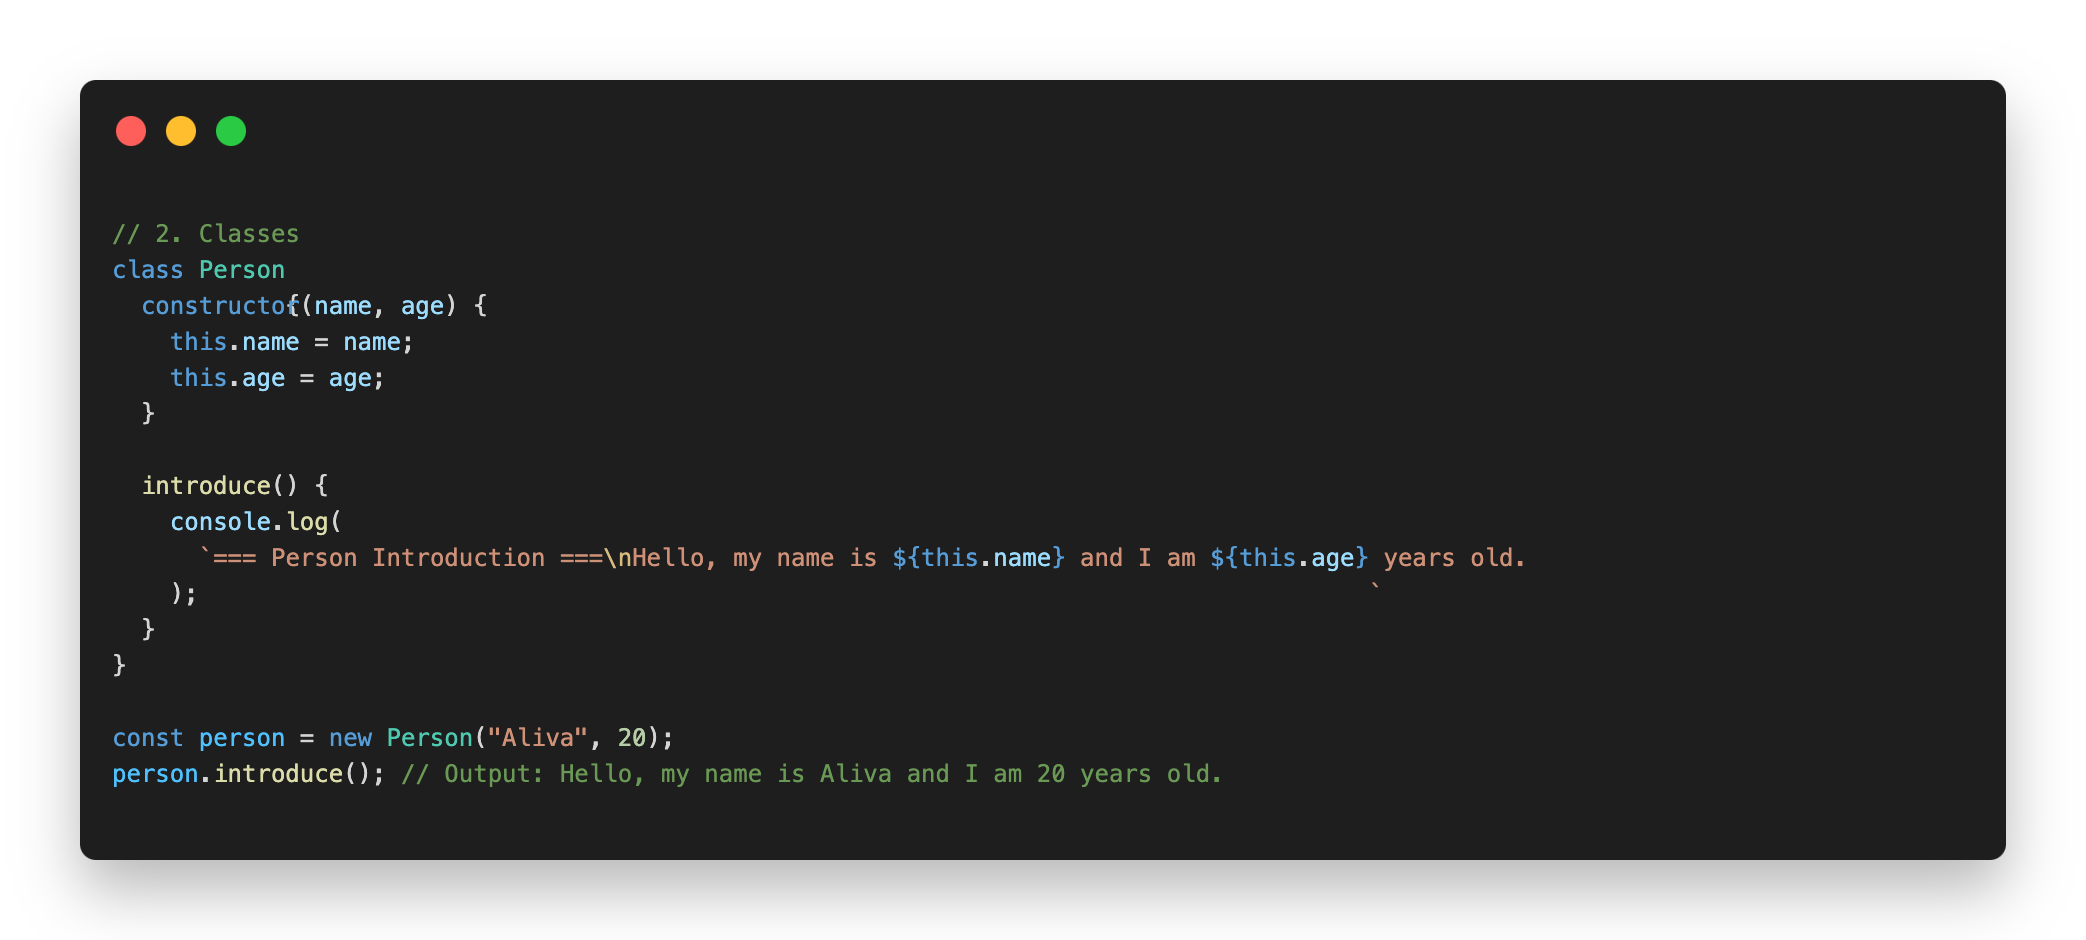 // 2. Classes
class Person
  constructor{(name, age) {
    this.name = name;
    this.age = age;
  }
  introduce() {
    console.log(
      `=== Person Introduction ===\nHello, my name is ${this.name} and I am ${this.age} years old.
    );                                                                                 `
  }
}
const person = new Person("Aliva", 20);
person.introduce(); // Output: Hello, my name is Aliva and I am 20 years old.